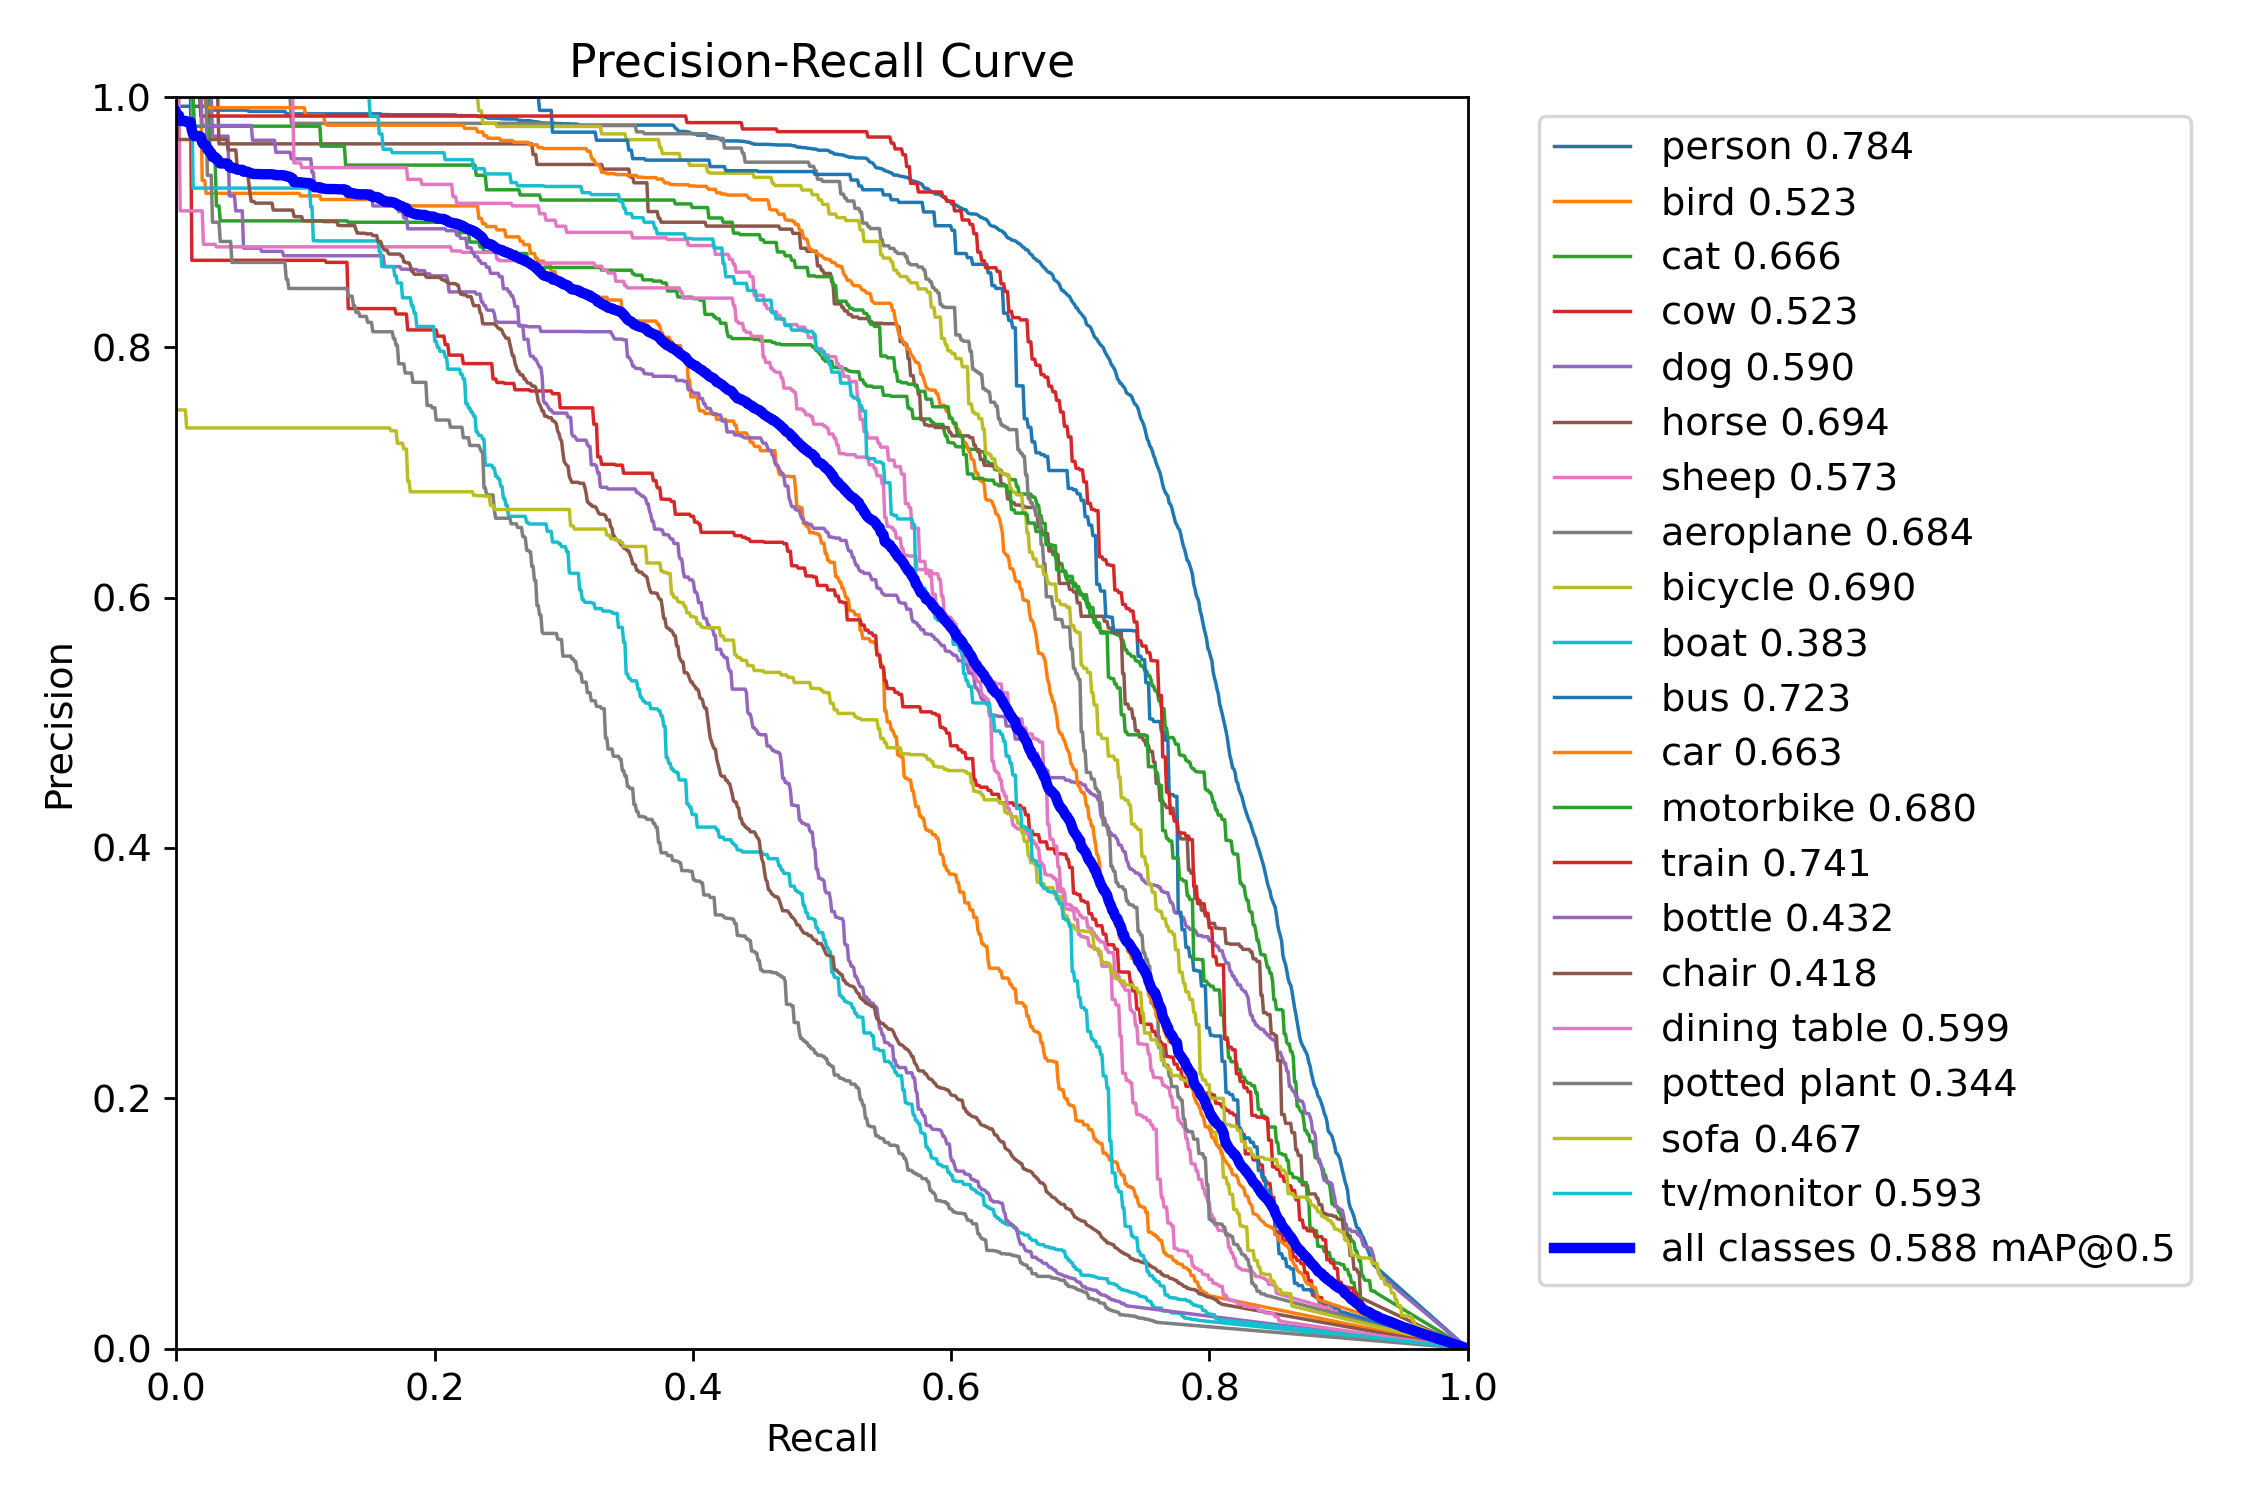 Precision-Recall Curve
1.0
0.8
0.6
0.4
0.2
0.0
Precision
0.0 0.2 0.4 0.6 0.8 1.0
Recall
person 0.784
bird 0.523
cat 0.666
cow 0.523
dog 0.590
horse 0.694
sheep 0.573
aeroplane 0.684
bicycle 0.690
boat 0.383
bus 0.723
car 0.663
motorbike 0.680
train 0.741
bottle 0.432
chair 0.418
dining table 0.599
potted plant 0.344
sofa 0.467
tv/monitor 0.593
all classes 0.588 mAP@0.5